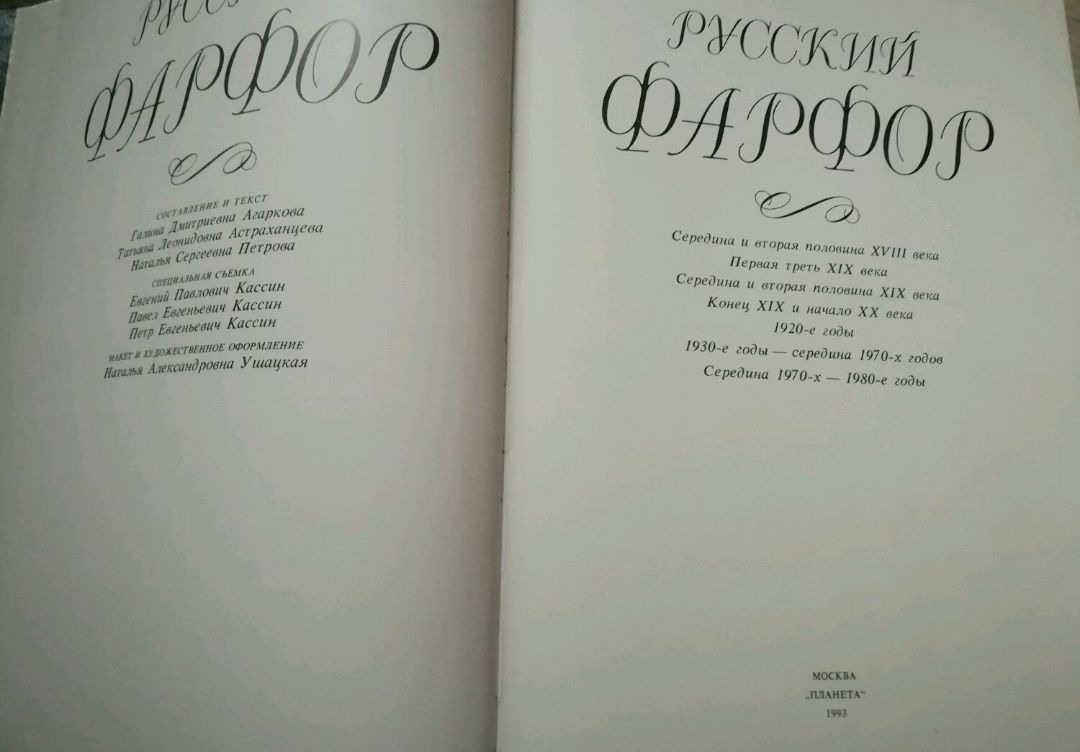 РУССКИЙ
ФАРФОР
СОСТАВЛЕНИЕ И ТЕКСТ
Галина Дмитриевна Агаркова
Татьяна Леонидовна Астраханцева
Наталья Сергеевна Петрова
СПЕЦИАЛЬНАЯ СЪЕМКА
Евгений Павлович Кассин
Павел Евгеньевич Кассин
Петр Евгеньевич Кассин
МАКЕТ И ХУДОЖЕСТВЕННОЕ ОФОРМЛЕНИЕ
Наталья Александровна Ушацкая
РУССКИЙ
ФАРФОР
Середина и вторая половина XVIII века
Первая треть XIX века
Середина и вторая половина XIX века
Конец XIX и начало XX века
1920-е годы
1930-е годы — середина 1970-х годов
Середина 1970-х — 1980-е годы
МОСКВА
„ПЛАНЕТА“
1993